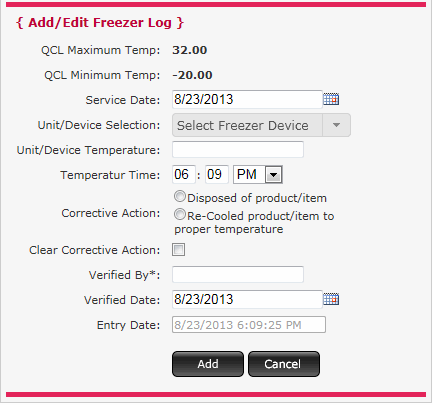 { Add/Edit Freezer Log }
QCL Maximum Temp: 32.00
QCL Minimum Temp: -20.00
Service Date: 8/23/2013
Unit/Device Selection: Select Freezer Device
Unit/Device Temperature:
Temperatur Time: 06 : 09 PM
Corrective Action: Disposed of product/item
Re-Cooled product/item to
proper temperature
Clear Corrective Action:
Verified By*:
Verified Date: 8/23/2013
Entry Date: 8/23/2013 6:09:25 PM
Add Cancel